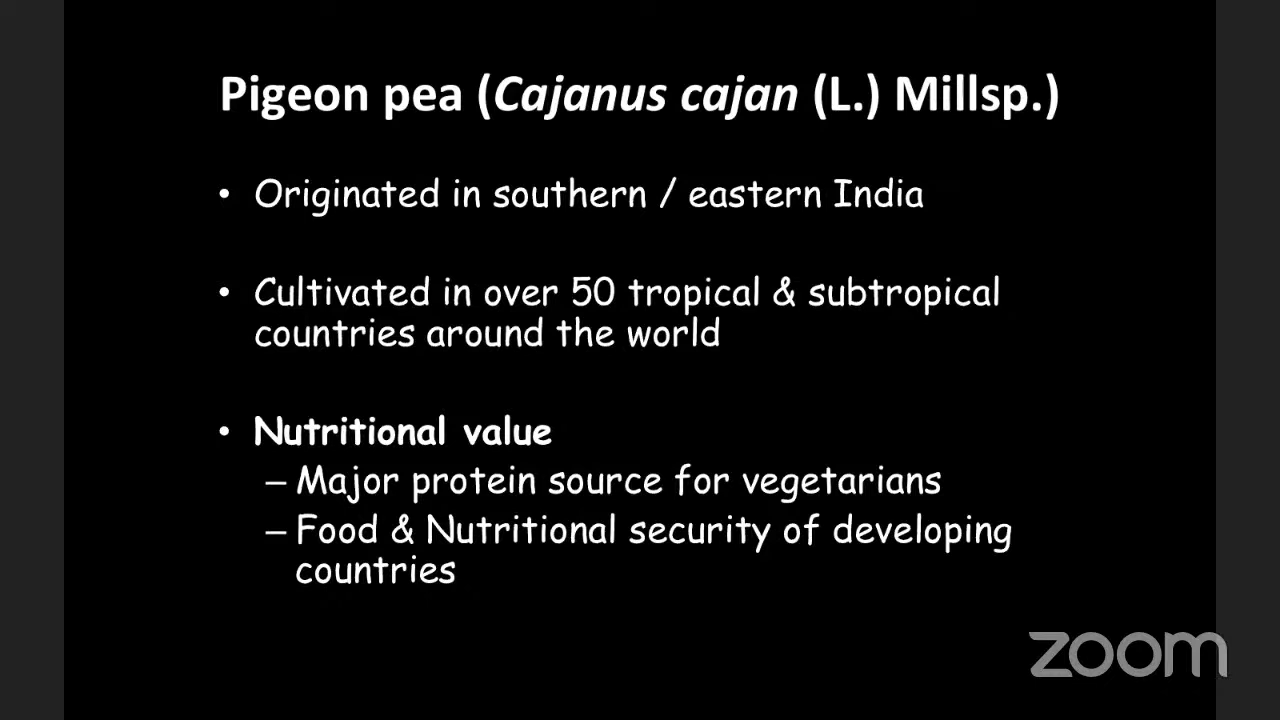 Pigeon pea (Cajanus cajan (L.) Millsp.)
• Originated in southern / eastern India
• Cultivated in over 50 tropical & subtropical
countries around the world
• Nutritional value
– Major protein source for vegetarians
– Food & Nutritional security of developing
countries
zoom